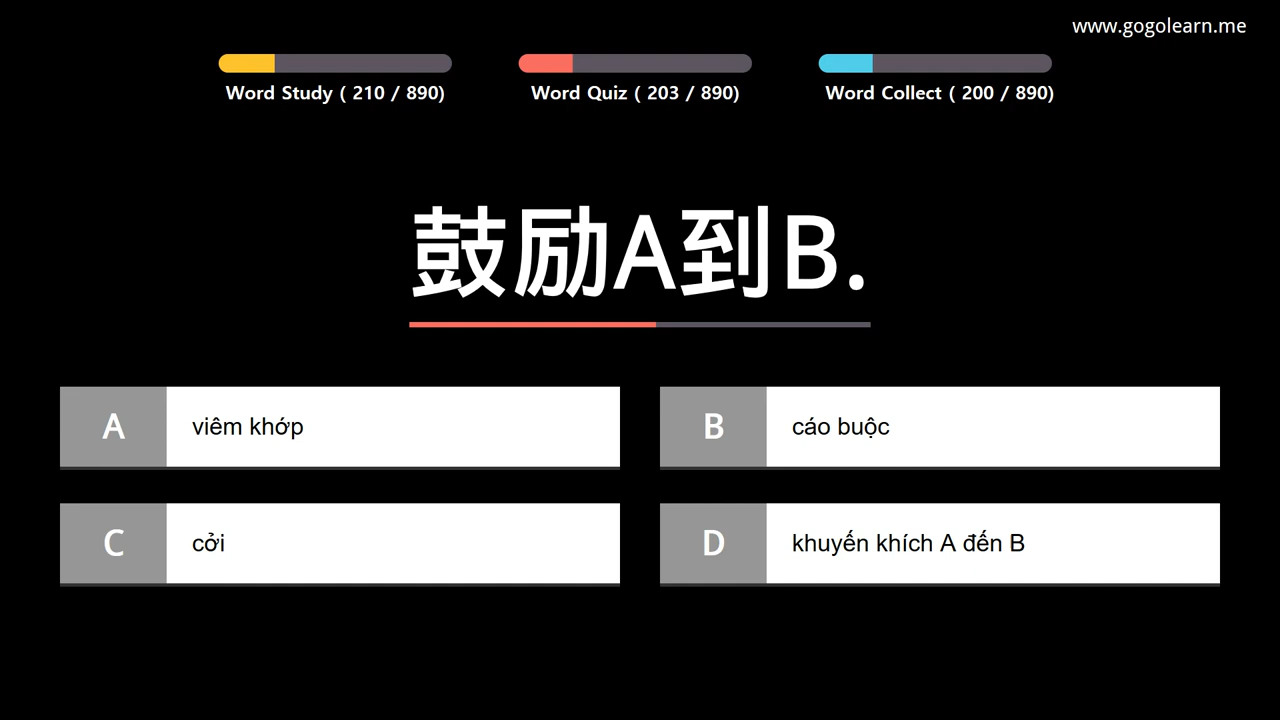 www.gogolearn.me
Word Study ( 210 / 890)
Word Quiz ( 203 / 890)
Word Collect ( 200 / 890)
鼓励A到B.
A
viêm khớp
B
cáo buộc
C
cởi
D
khuyến khích A đến B